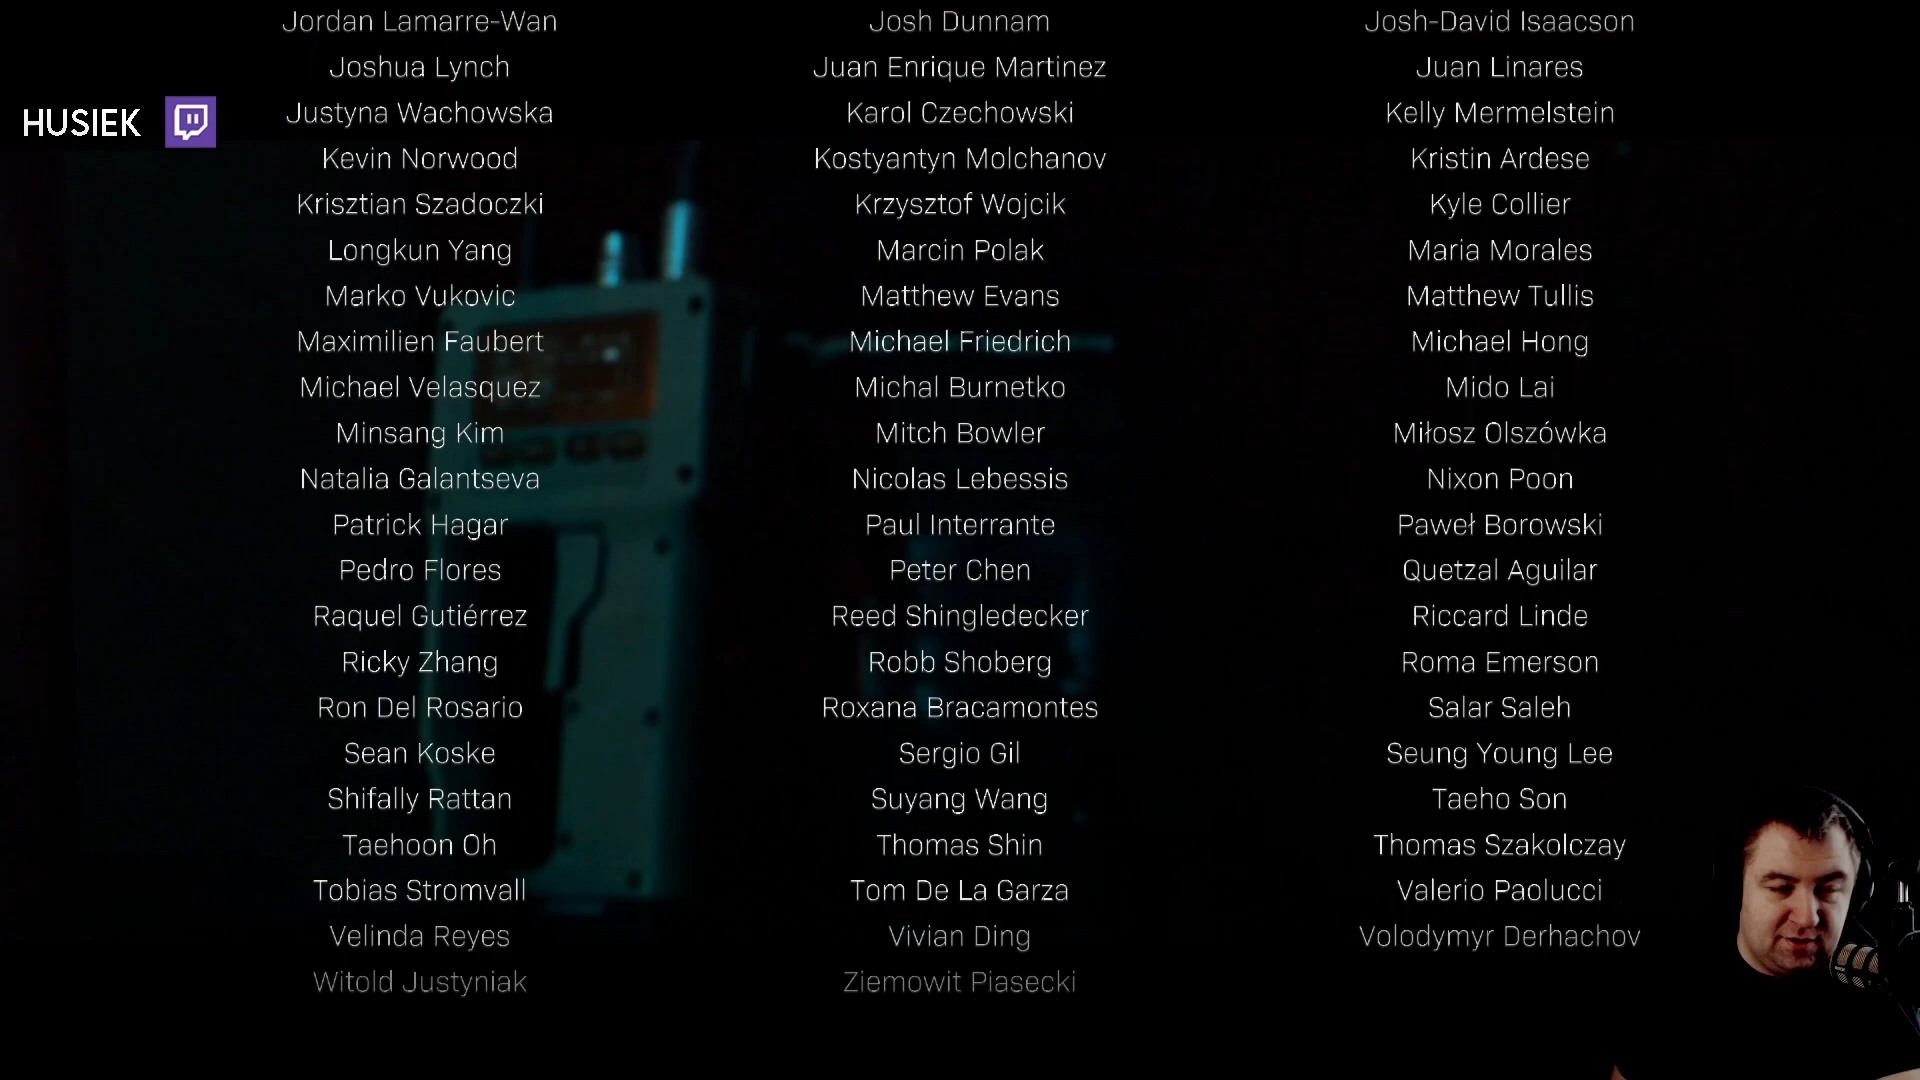 Jordan Lamarre-Wan Josh Dunnam Josh-David Isaacson
Joshua Lynch Juan Enrique Martinez Juan Linares
HUSIEK
Justyna Wachowska Karol Czechowski Kelly Mermelstein
Kevin Norwood Kostyantyn Molchanov Kristin Ardese
Krisztian Szadoczki Krzysztof Wojcik Kyle Collier
Longkun Yang Marcin Polak Maria Morales
Marko Vukovic Matthew Evans Matthew Tullis
Maximilien Faubert Michael Friedrich Michael Hong
Michael Velasquez Michal Burnetko Mido Lai
Minsang Kim Mitch Bowler Miłosz Olszówka
Natalia Galantseva Nicolas Lebessis Nixon Poon
Patrick Hagar Paul Interrante Paweł Borowski
Pedro Flores Peter Chen Quetzal Aguilar
Raquel Gutiérrez Reed Shingledecker Riccard Linde
Ricky Zhang Robb Shoberg Roma Emerson
Ron Del Rosario Roxana Bracamontes Salar Saleh
Sean Koske Sergio Gil Seung Young Lee
Shifally Rattan Suyang Wang Taeho Son
Taehoon Oh Thomas Shin Thomas Szakolczay
Tobias Stromvall Tom De La Garza Valerio Paolucci
Velinda Reyes Vivian Ding Volodymyr Derhachov
Witold Justyniak Ziemowit Piasecki